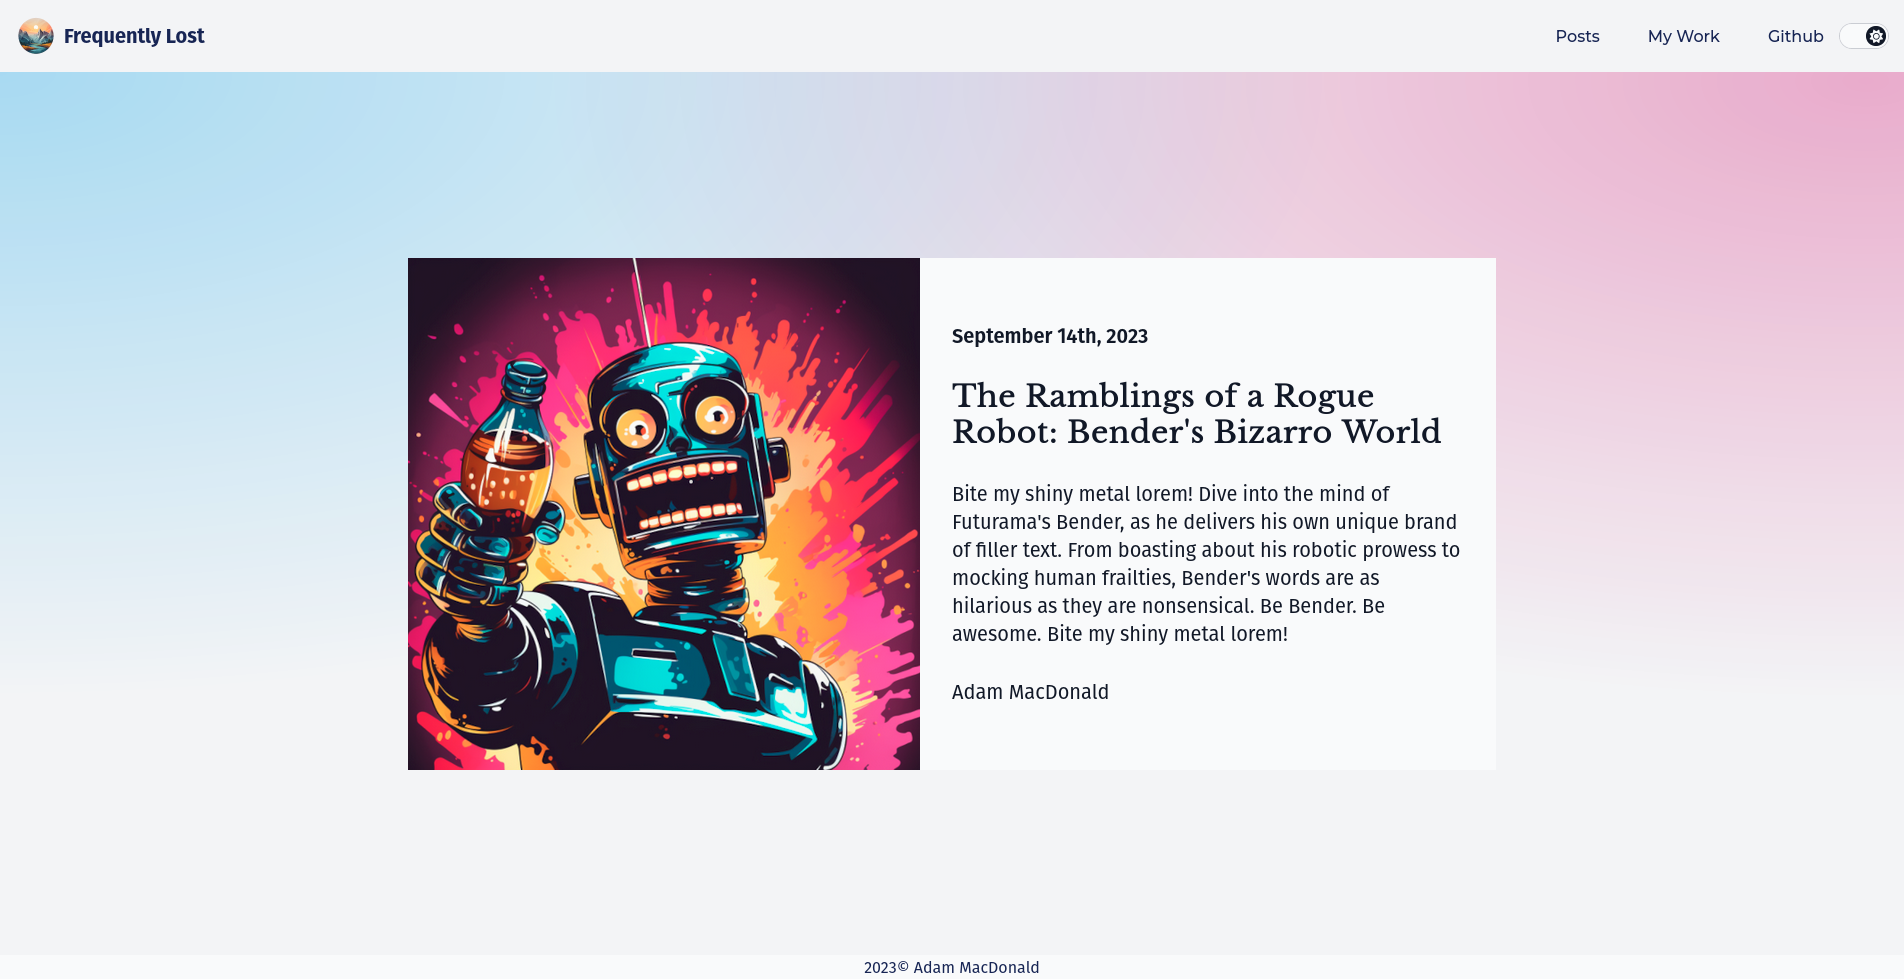 Frequently Lost
Posts
My Work
Github
September 14th, 2023
The Ramblings of a Rogue
Robot: Bender's Bizarro World
Bite my shiny metal lorem! Dive into the mind of
Futurama's Bender, as he delivers his own unique brand
of filler text. From boasting about his robotic prowess to
mocking human frailties, Bender's words are as
hilarious as they are nonsensical. Be Bender. Be
awesome. Bite my shiny metal lorem!
Adam MacDonald
2023© Adam MacDonald